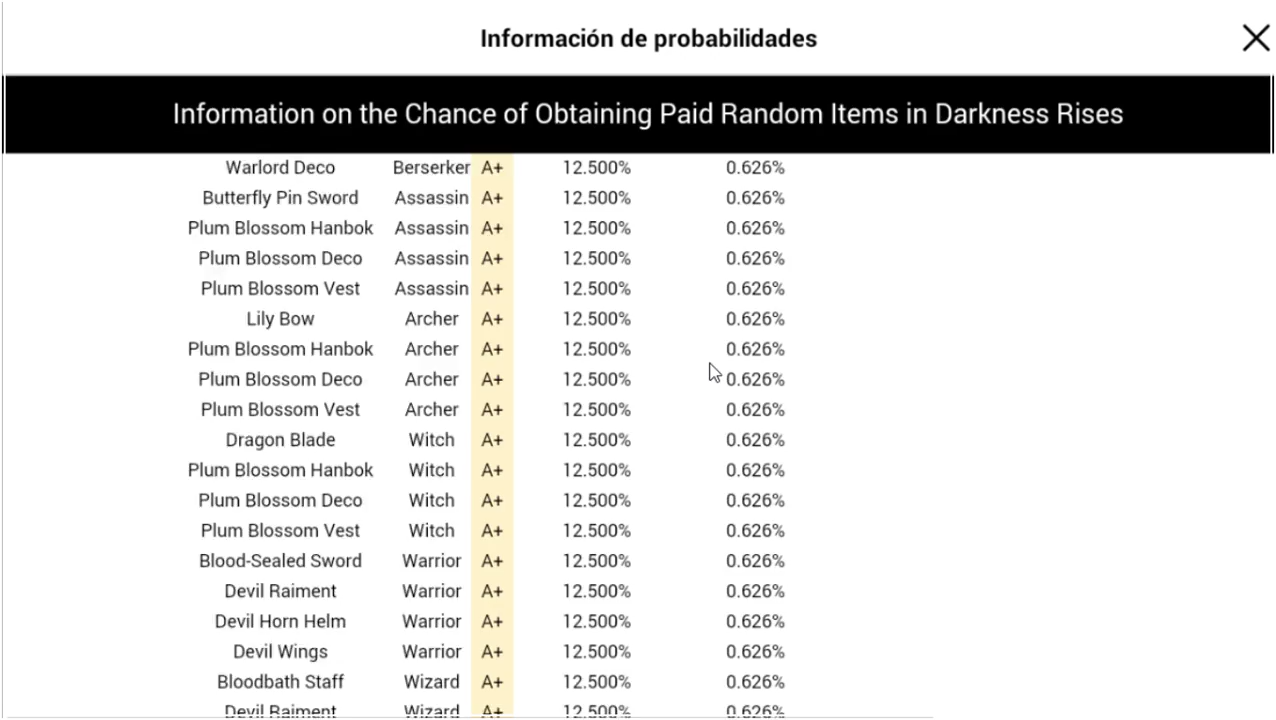 Información de probabilidades
Information on the Chance of Obtaining Paid Random Items in Darkness Rises
Warlord Deco Berserker A+ 12.500% 0.626%
Butterfly Pin Sword Assassin A+ 12.500% 0.626%
Plum Blossom Hanbok Assassin A+ 12.500% 0.626%
Plum Blossom Deco Assassin A+ 12.500% 0.626%
Plum Blossom Vest Assassin A+ 12.500% 0.626%
Lily Bow Archer A+ 12.500% 0.626%
Plum Blossom Hanbok Archer A+ 12.500% 0.626%
Plum Blossom Deco Archer A+ 12.500% 0.626%
Plum Blossom Vest Archer A+ 12.500% 0.626%
Dragon Blade Witch A+ 12.500% 0.626%
Plum Blossom Hanbok Witch A+ 12.500% 0.626%
Plum Blossom Deco Witch A+ 12.500% 0.626%
Plum Blossom Vest Witch A+ 12.500% 0.626%
Blood-Sealed Sword Warrior A+ 12.500% 0.626%
Devil Raiment Warrior A+ 12.500% 0.626%
Devil Horn Helm Warrior A+ 12.500% 0.626%
Devil Wings Warrior A+ 12.500% 0.626%
Bloodbath Staff Wizard A+ 12.500% 0.626%
Devil Raiment Wizard A+ 12.500% 0.626%